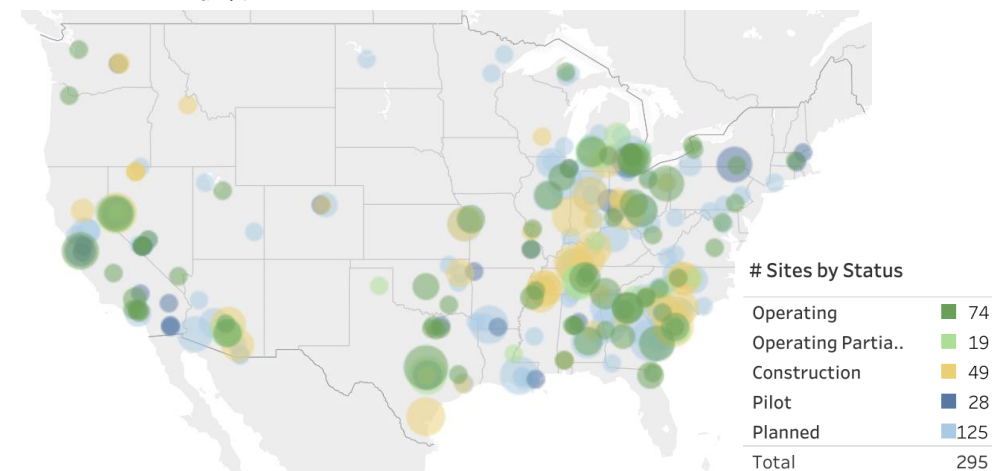 # Sites by Status
Operating 74
Operating Partia.. 19
Construction 49
Pilot 28
Planned 125
Total 295